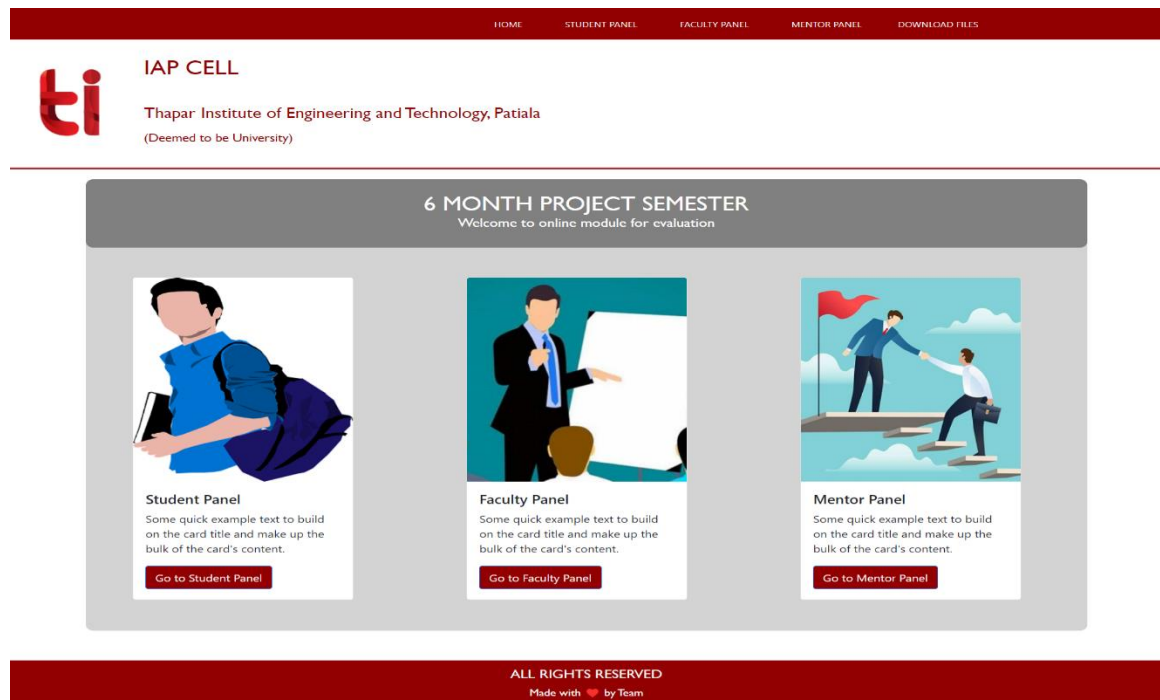 HOME STUDENT PANEL FACULTY PANEL MENTOR PANEL DOWNLOAD FILES
ti
IAP CELL
Thapar Institute of Engineering and Technology, Patiala
(Deemed to be University)
6 MONTH PROJECT SEMESTER
Welcome to online module for evaluation
Student Panel
Some quick example text to build
on the card title and make up the
bulk of the card's content.
Go to Student Panel
Faculty Panel
Some quick example text to build
on the card title and make up the
bulk of the card's content.
Go to Faculty Panel
Mentor Panel
Some quick example text to build
on the card title and make up the
bulk of the card's content.
Go to Mentor Panel
ALL RIGHTS RESERVED
Made with ❤ by Team